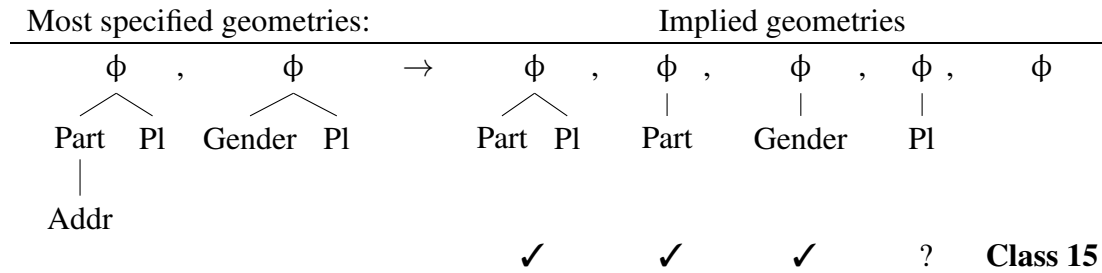 Most specified geometries: Implied geometries
ϕ , ϕ → ϕ , ϕ , ϕ , ϕ , ϕ
Part Pl Gender Pl Part Pl Part Gender Pl
Addr
✓ ✓ ✓ ? Class 15